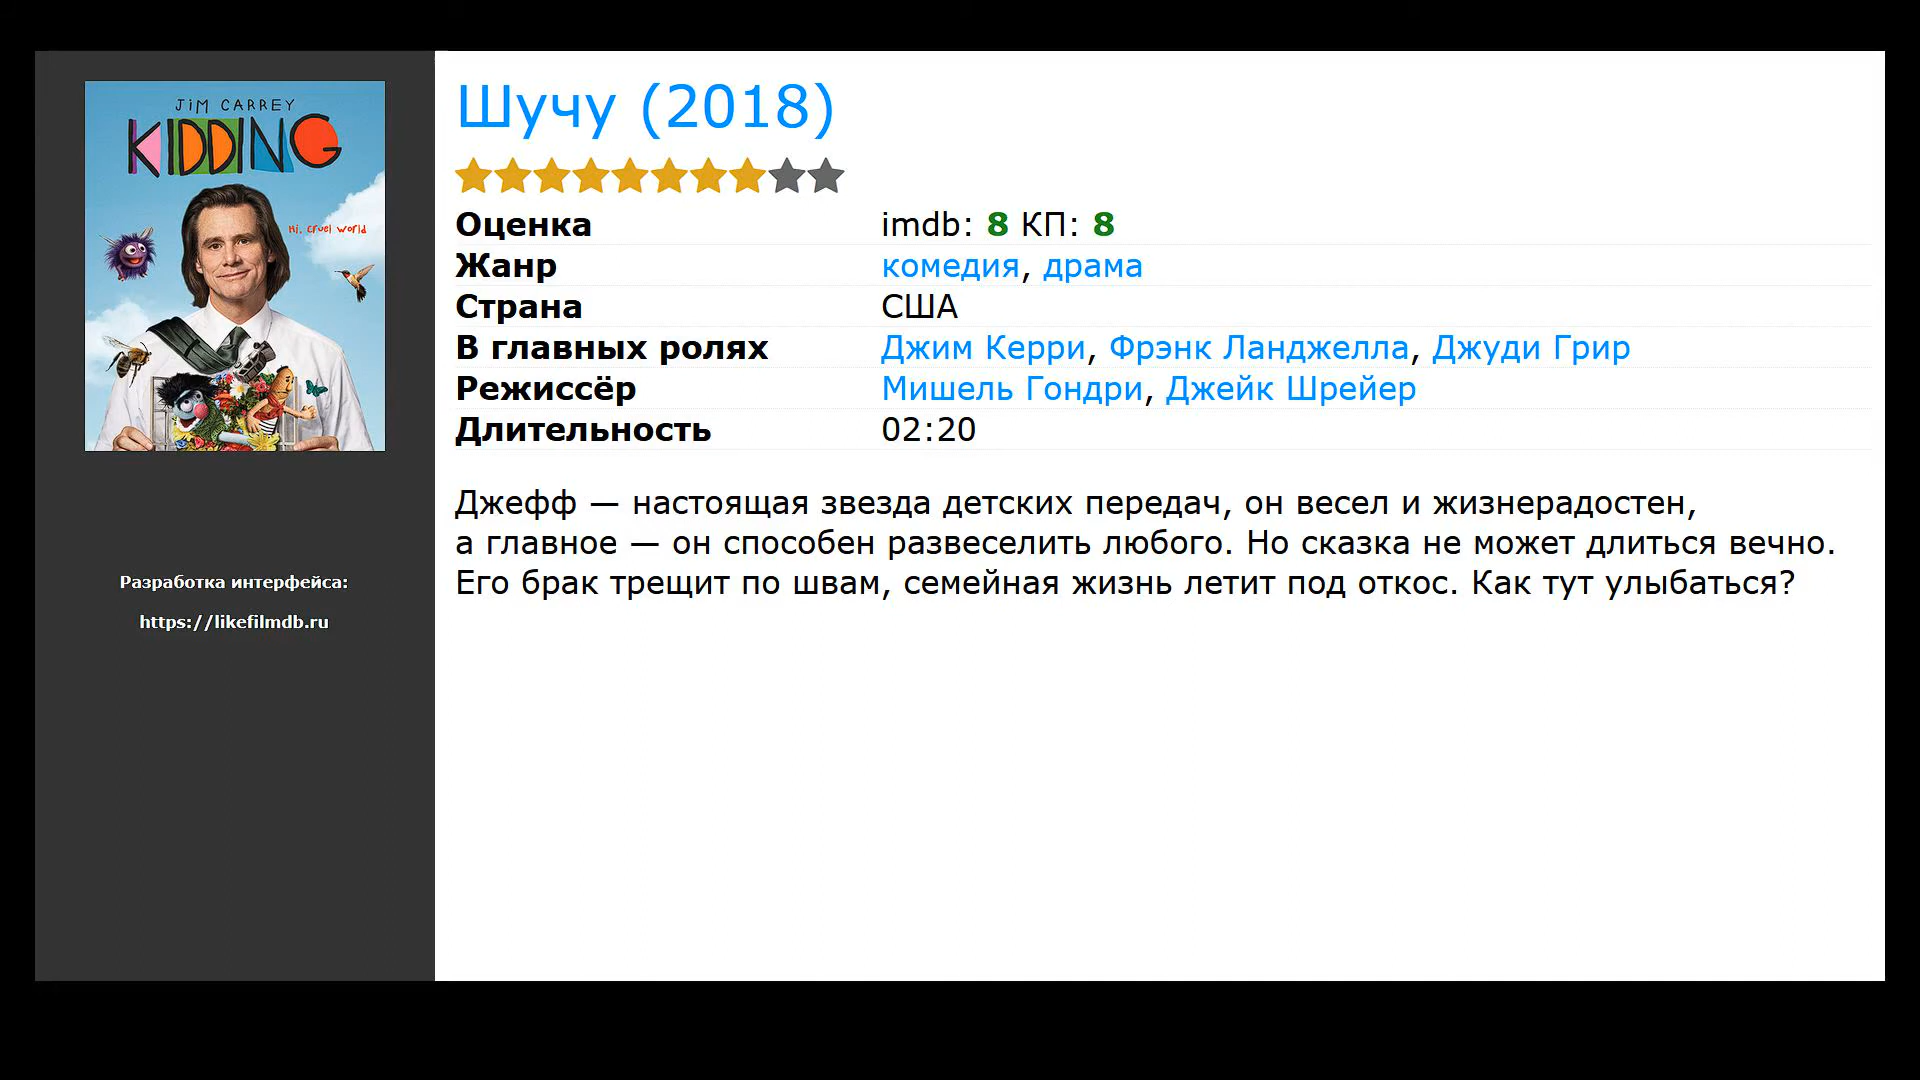 JIM CARREY
KIDDING
Hi, cruel world
Разработка интерфейса:
https://likefilmdb.ru
Шучу (2018)
Оценка imdb: 8 КП: 8
Жанр комедия, драма
Страна США
В главных ролях Джим Керри, Фрэнк Ланджелла, Джуди Грир
Режиссёр Мишель Гондри, Джейк Шрейер
Длительность 02:20
Джефф — настоящая звезда детских передач, он весел и жизнерадостен,
а главное — он способен развеселить любого. Но сказка не может длиться вечно.
Его брак трещит по швам, семейная жизнь летит под откос. Как тут улыбаться?